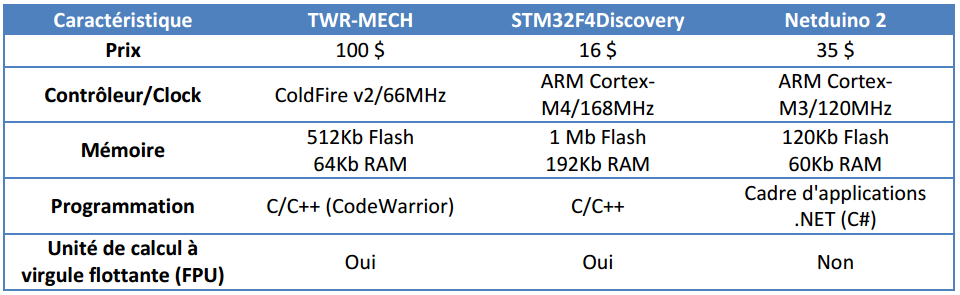 Caractéristique TWR-MECH STM32F4Discovery Netduino 2
Prix 100 $ 16 $ 35 $
Contrôleur/Clock ColdFire v2/66MHz ARM Cortex-M4/168MHz ARM Cortex-M3/120MHz
Mémoire 512Kb Flash 64Kb RAM 1 Mb Flash 192Kb RAM 120Kb Flash 60Kb RAM
Programmation C/C++ (CodeWarrior) C/C++ Cadre d'applications .NET (C#)
Unité de calcul à virgule flottante (FPU) Oui Oui Non